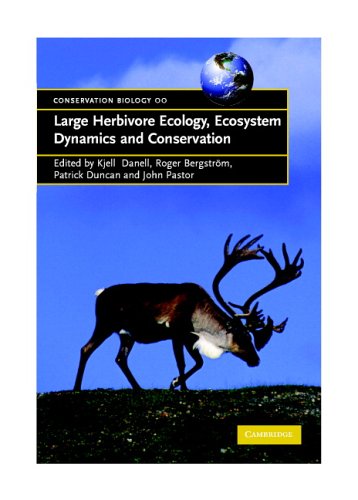 CONSERVATION BIOLOGY 00
Large Herbivore Ecology, Ecosystem
Dynamics and Conservation
Edited by Kjell Danell, Roger Bergström,
Patrick Duncan and John Pastor
CAMBRIDGE